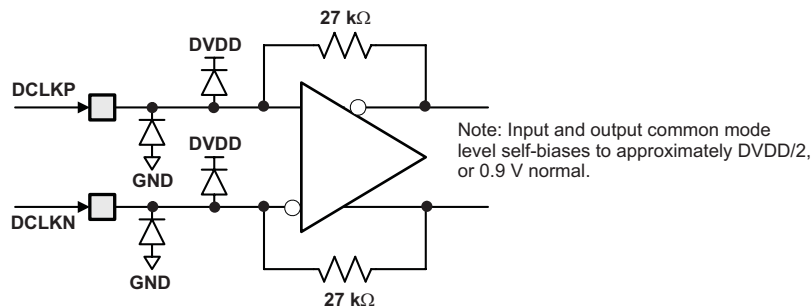 27 kΩ
DVDD
DCLKP
DVDD
GND
Note: Input and output common mode
level self-biases to approximately DVDD/2,
or 0.9 V normal.
DCLKN
GND
27 kΩ